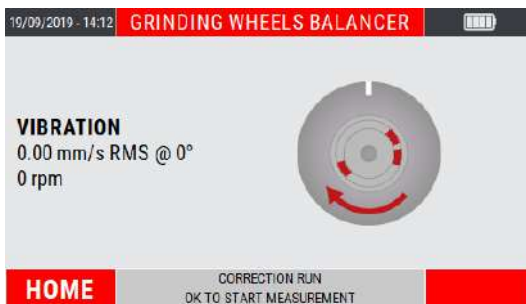 19/09/2019 - 14:12 GRINDING WHEELS BALANCER
VIBRATION
0.00 mm/s RMS @ 0°
0 rpm
HOME
CORRECTION RUN
OK TO START MEASUREMENT